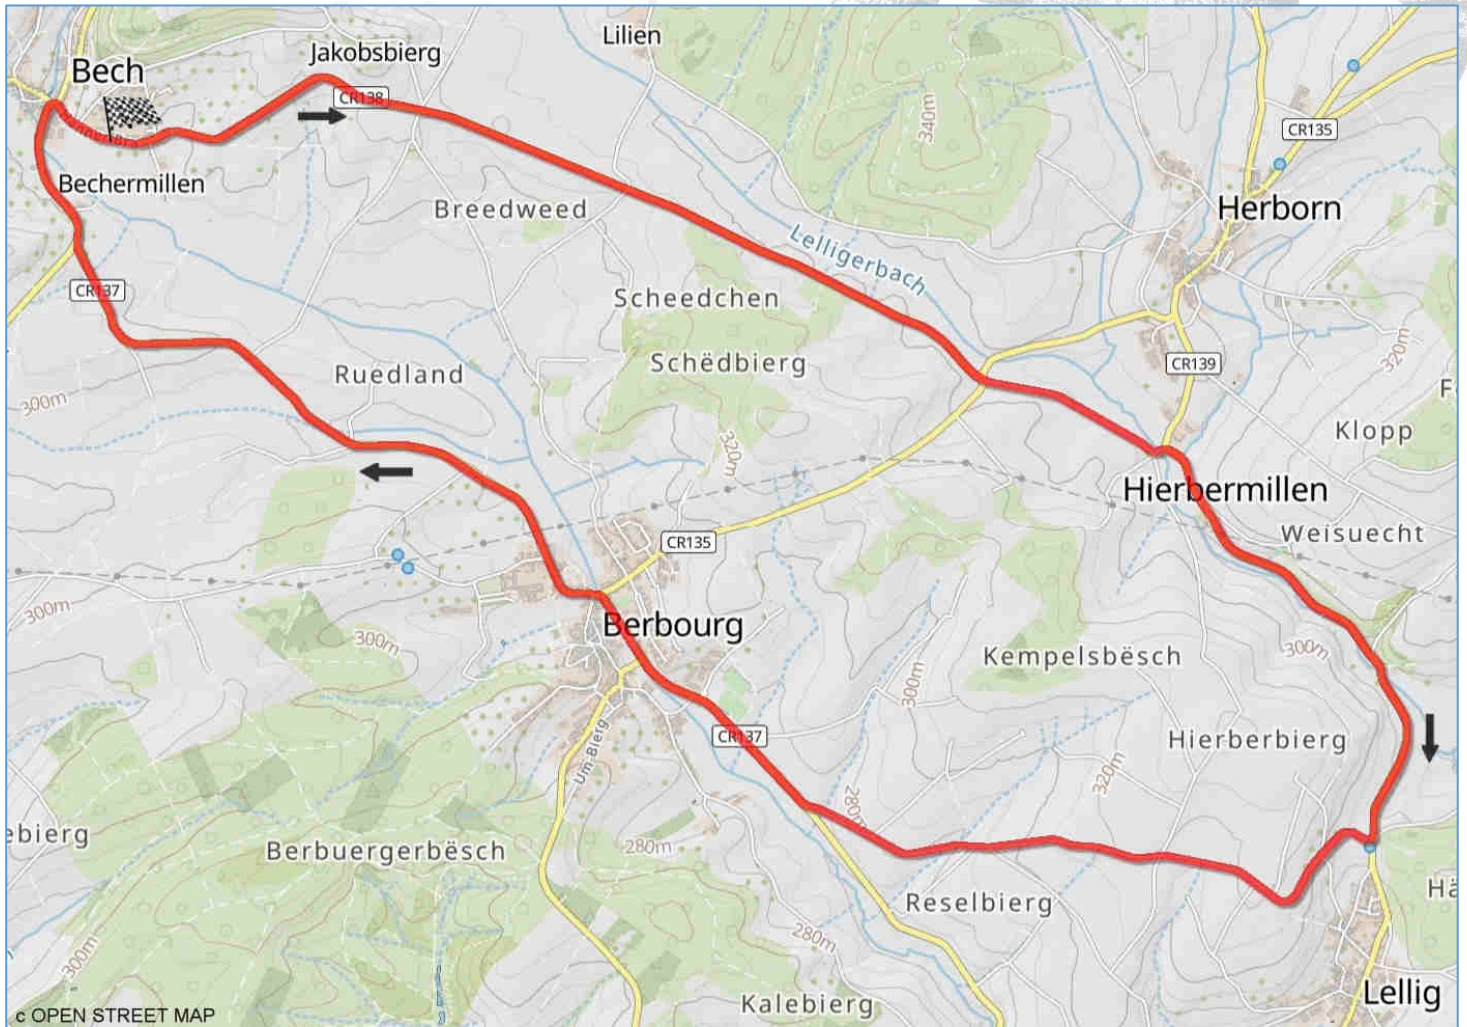 Lilien
Jakobsbierg
Bech
CR138
CR135
Bechermillen
Breedweed
Herborn
Lelligerbach
CR137
Scheedchen
Schëdbierg
CR139
320m
Ruedland
300m
340m
Klopp
320m
Hierbermillen
Weisuecht
CR135
300m
Berbourg
300m
300m
Kempelsbësch
300m
CR137
Hierberbierg
Um Bierg
320m
280m
ebierg
Berbuergerbësch
280m
Reselbierg
Hä
280m
300m
Kalebierg
Lellig
c OPEN STREET MAP